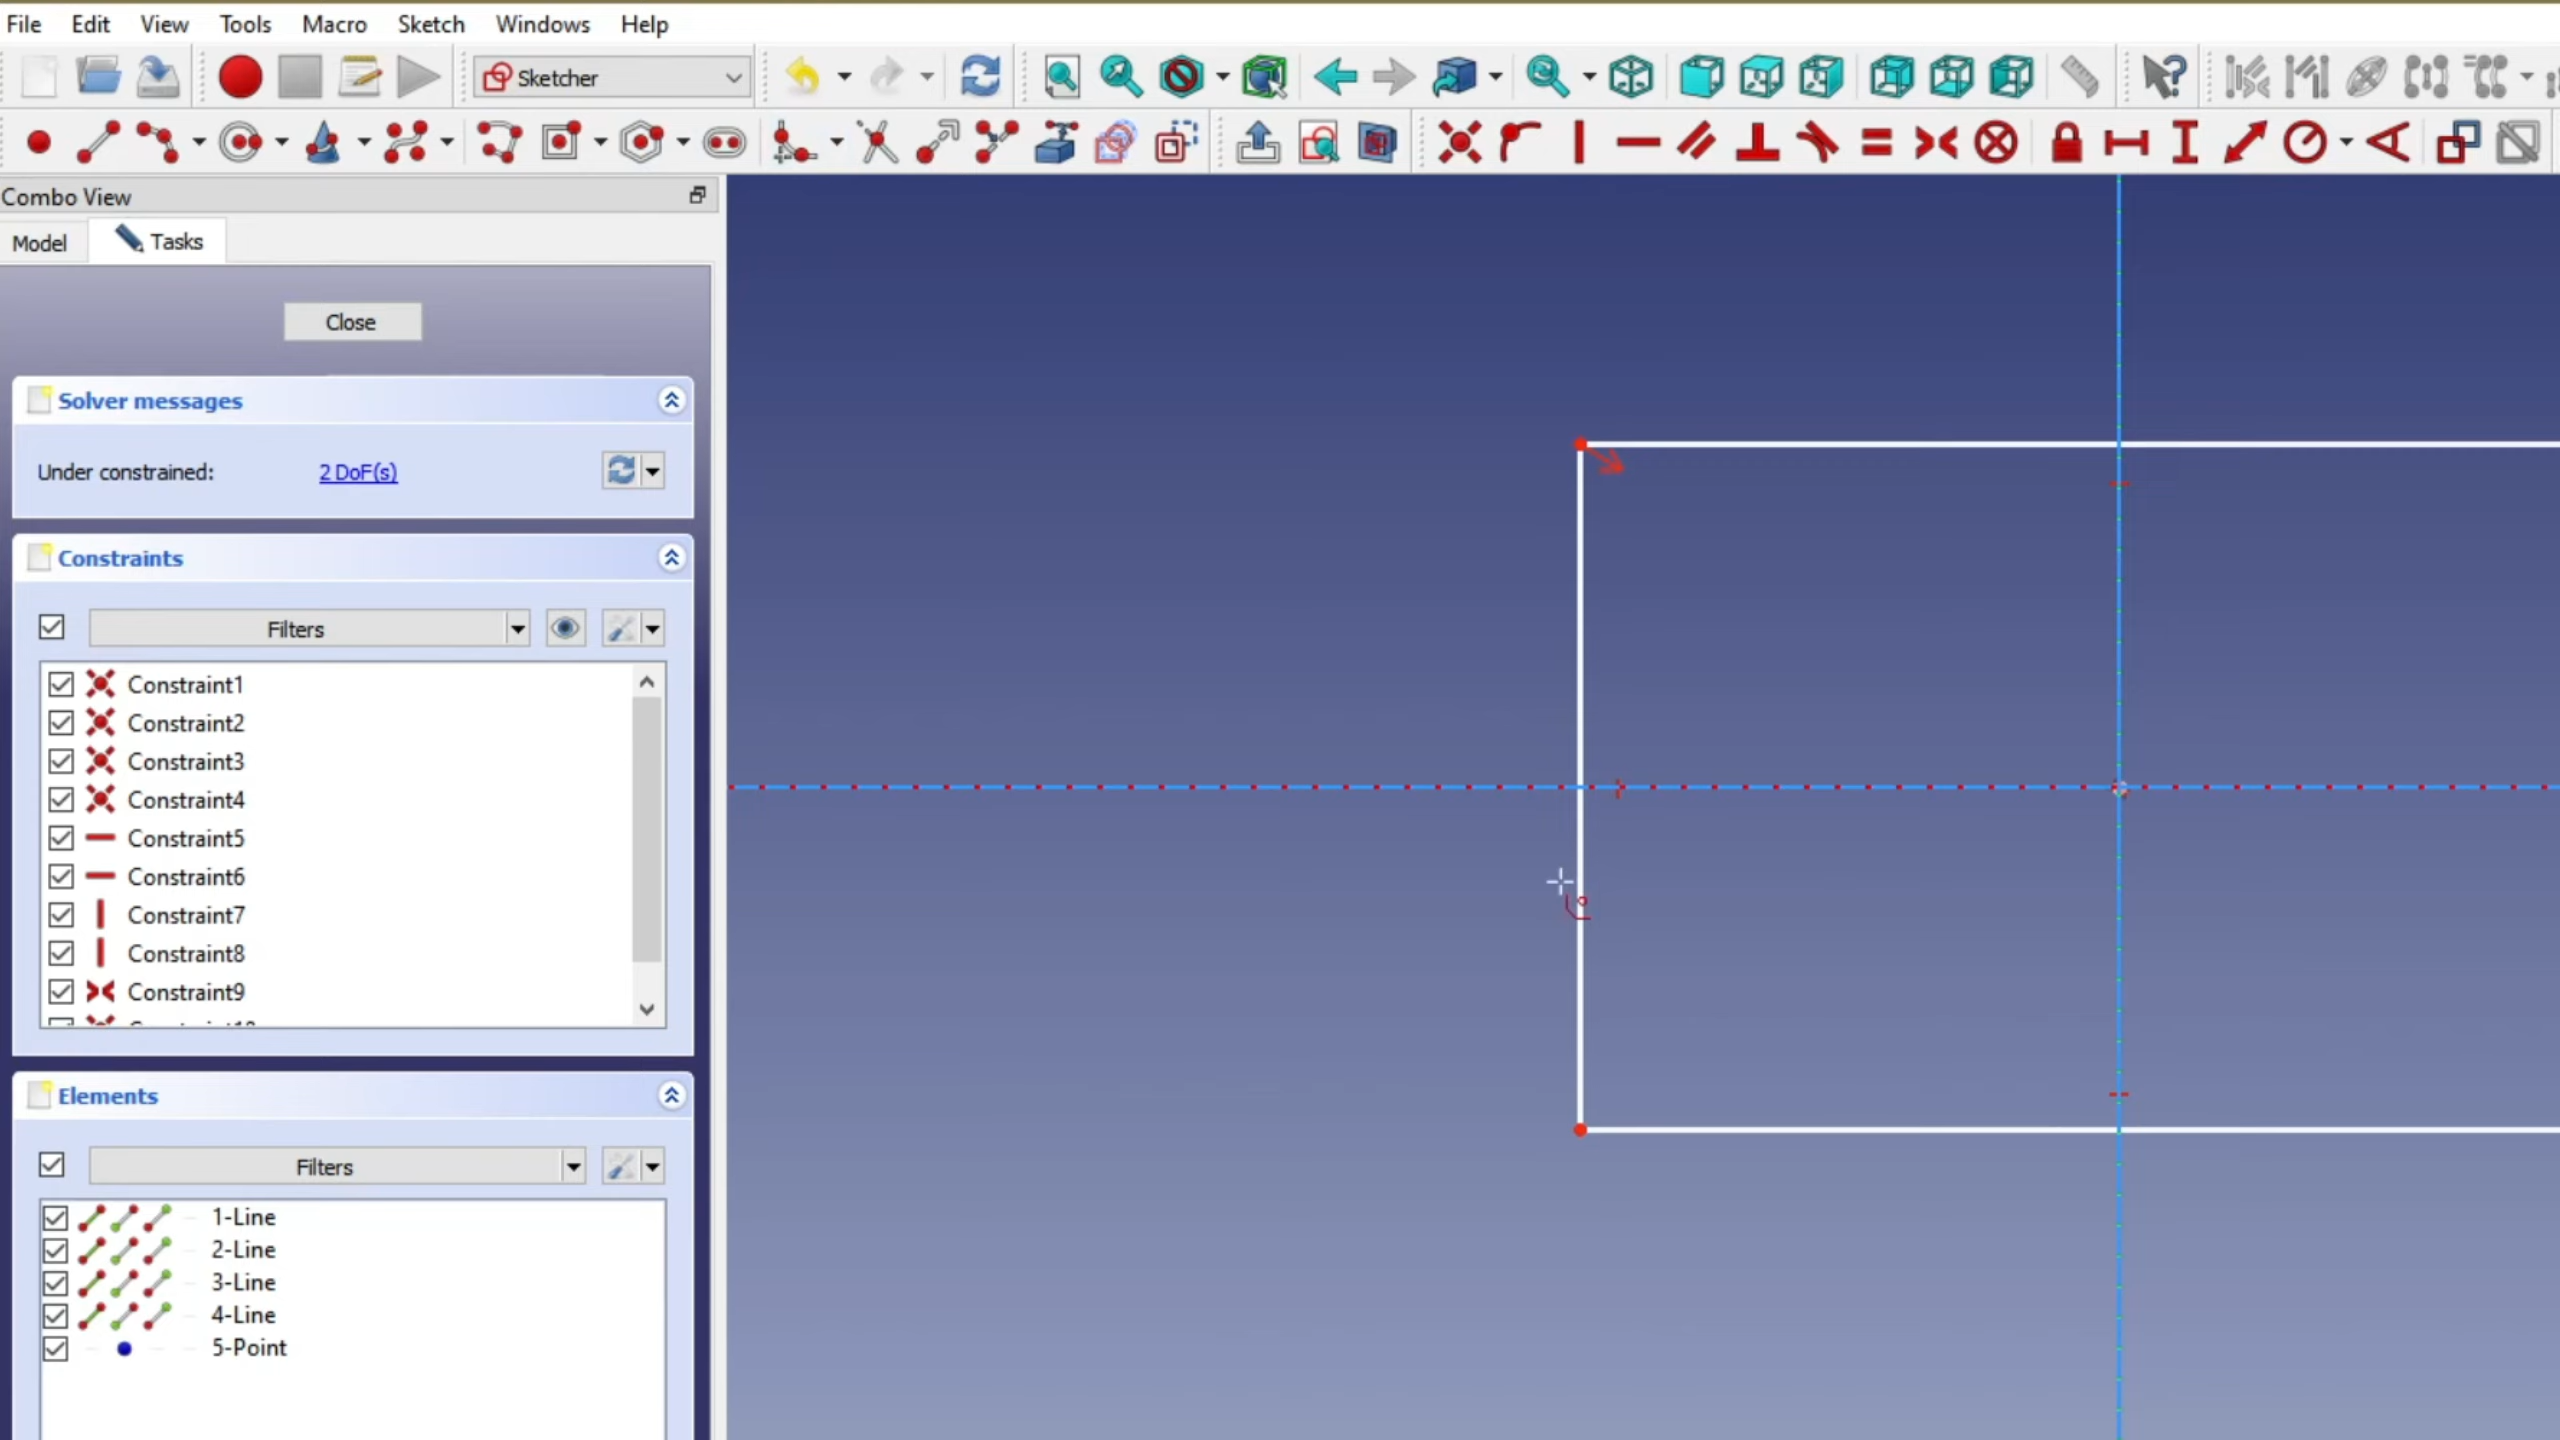 File Edit View Tools Macro Sketch Windows Help
Sketcher
Combo View
Model Tasks
Close
Solver messages
Under constrained: 2 DoF(s)
Constraints
Filters
Constraint1
Constraint2
Constraint3
Constraint4
Constraint5
Constraint6
Constraint7
Constraint8
Constraint9
Elements
Filters
1-Line
2-Line
3-Line
4-Line
5-Point